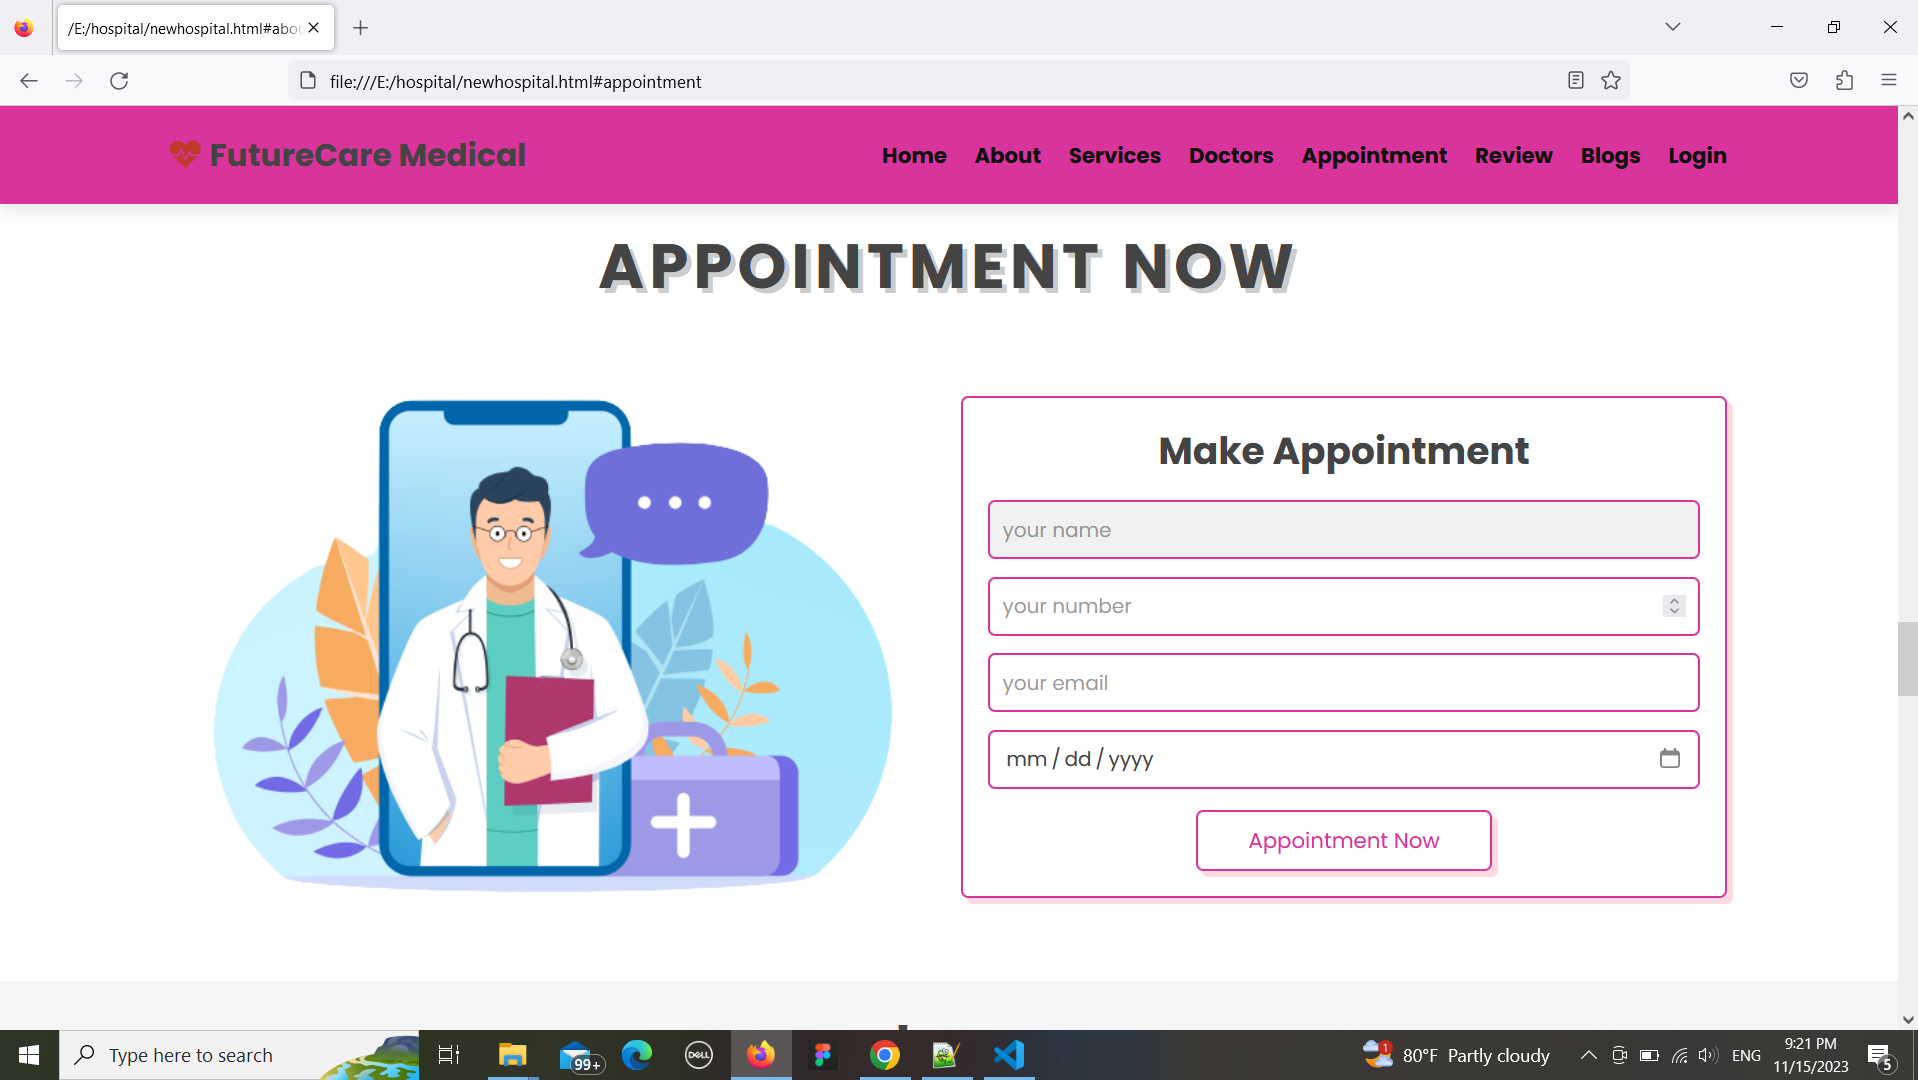 /E:/hospital/newhospital.html#abou
file:///E:/hospital/newhospital.html#appointment
FutureCare Medical
Home About Services Doctors Appointment Review Blogs Login
APPOINTMENT NOW
Make Appointment
your name
your number
your email
mm / dd / yyyy
Appointment Now
Type here to search
99+
DELL
1
80°F Partly cloudy
ENG
9:21 PM
11/15/2023
5